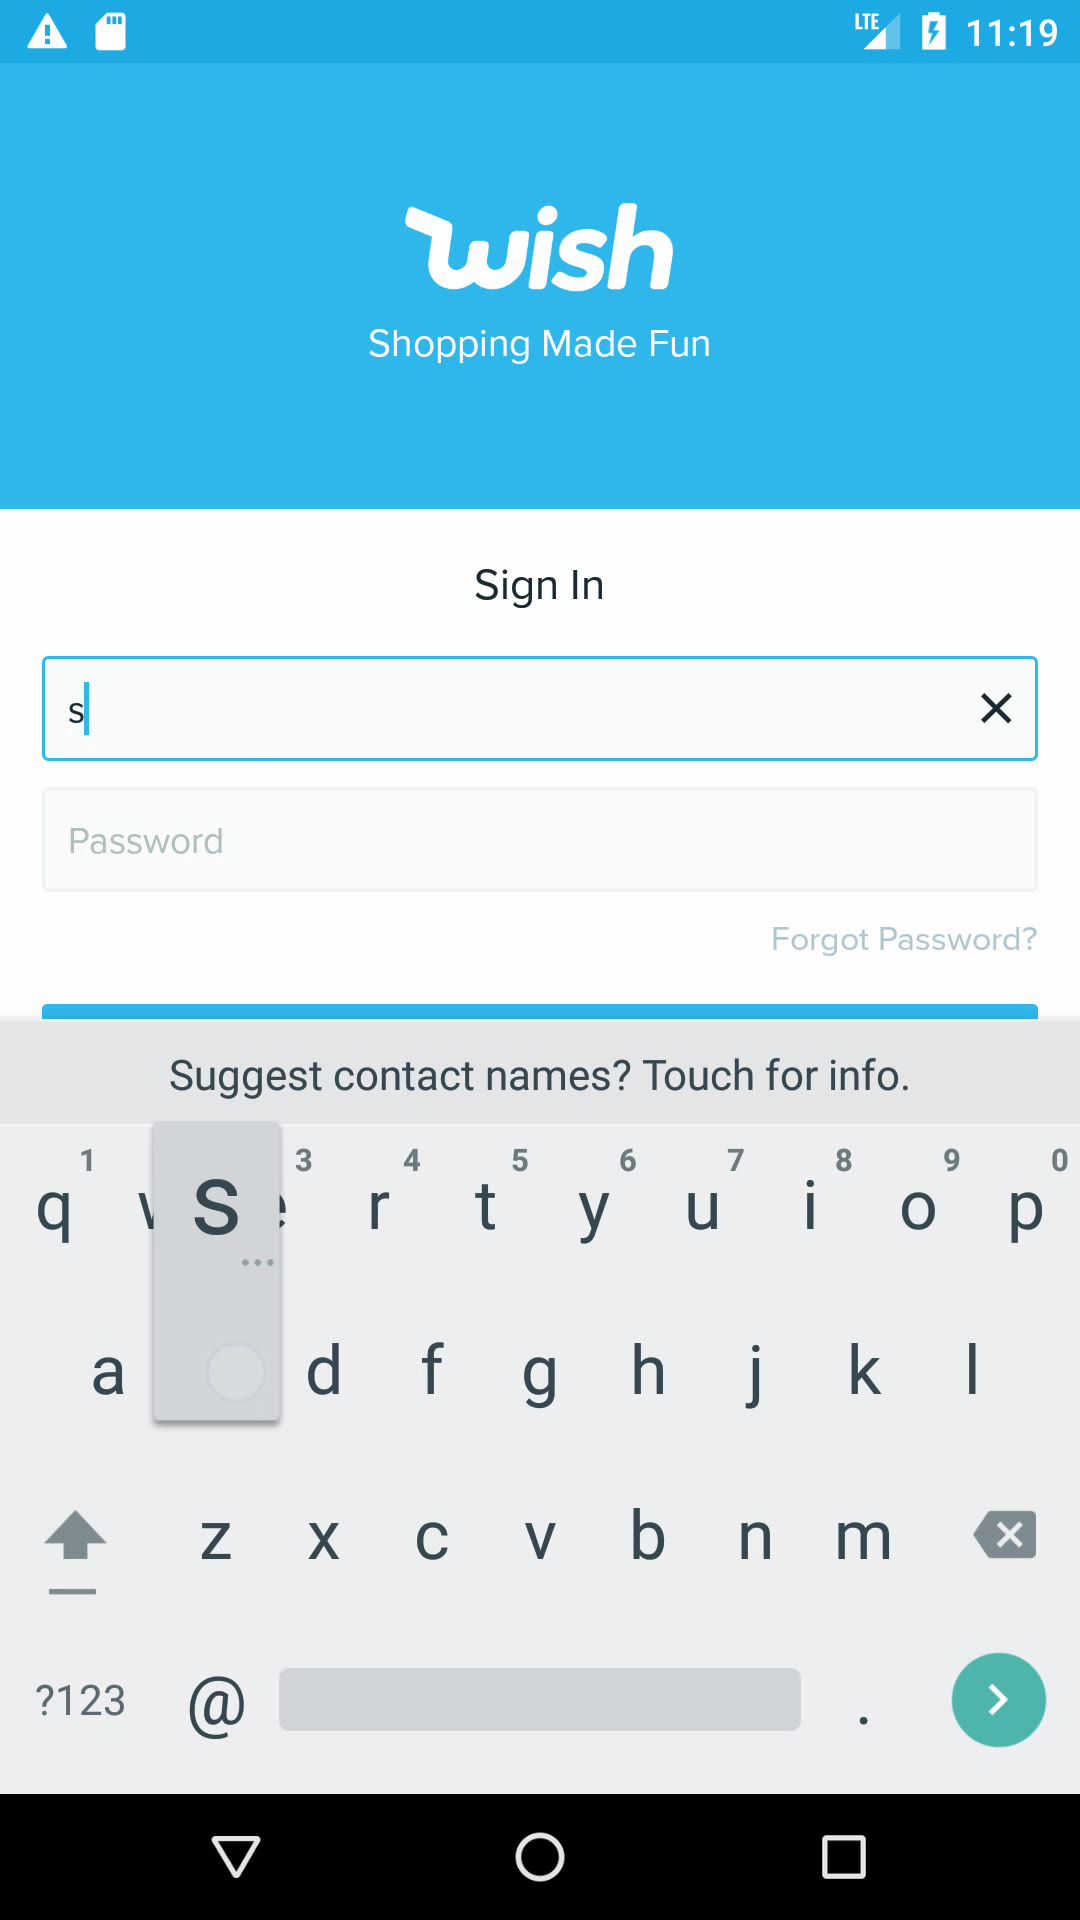 LTE 11:19
wish
Shopping Made Fun
Sign In
s
Password
Forgot Password?
Suggest contact names? Touch for info.
1 3 4 5 6 7 8 9 0
q s r t y u i o p
a d f g h j k l
z x c v b n m
?123 @ .